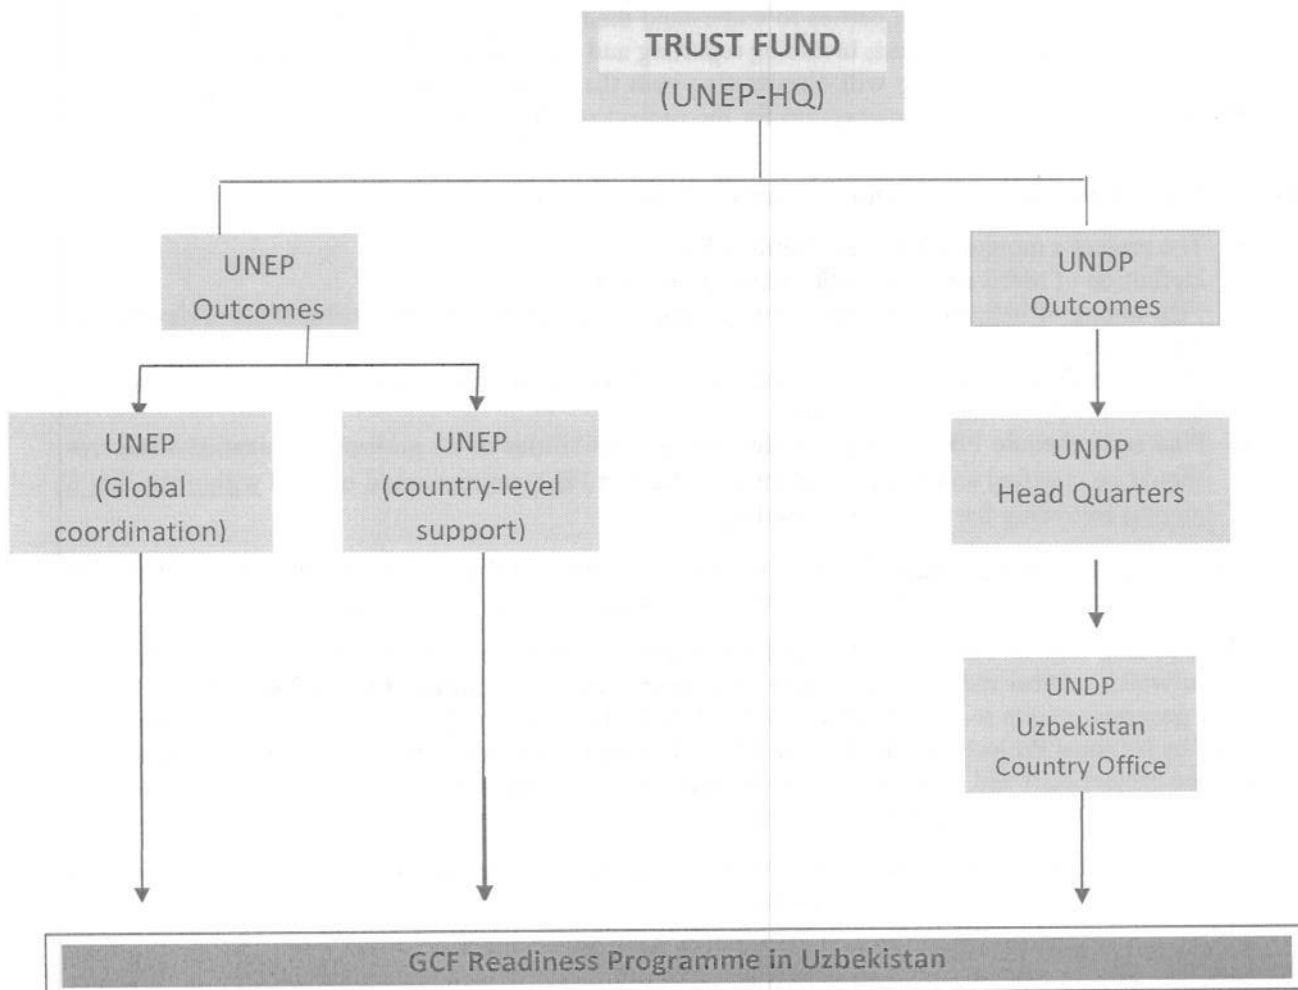 TRUST FUND
(UNEP-HQ)
UNEP
Outcomes
UNDP
Outcomes
UNEP
(Global
coordination)
UNEP
(country-level
support)
UNDP
Head Quarters
UNDP
Uzbekistan
Country Office
GCF Readiness Programme in Uzbekistan